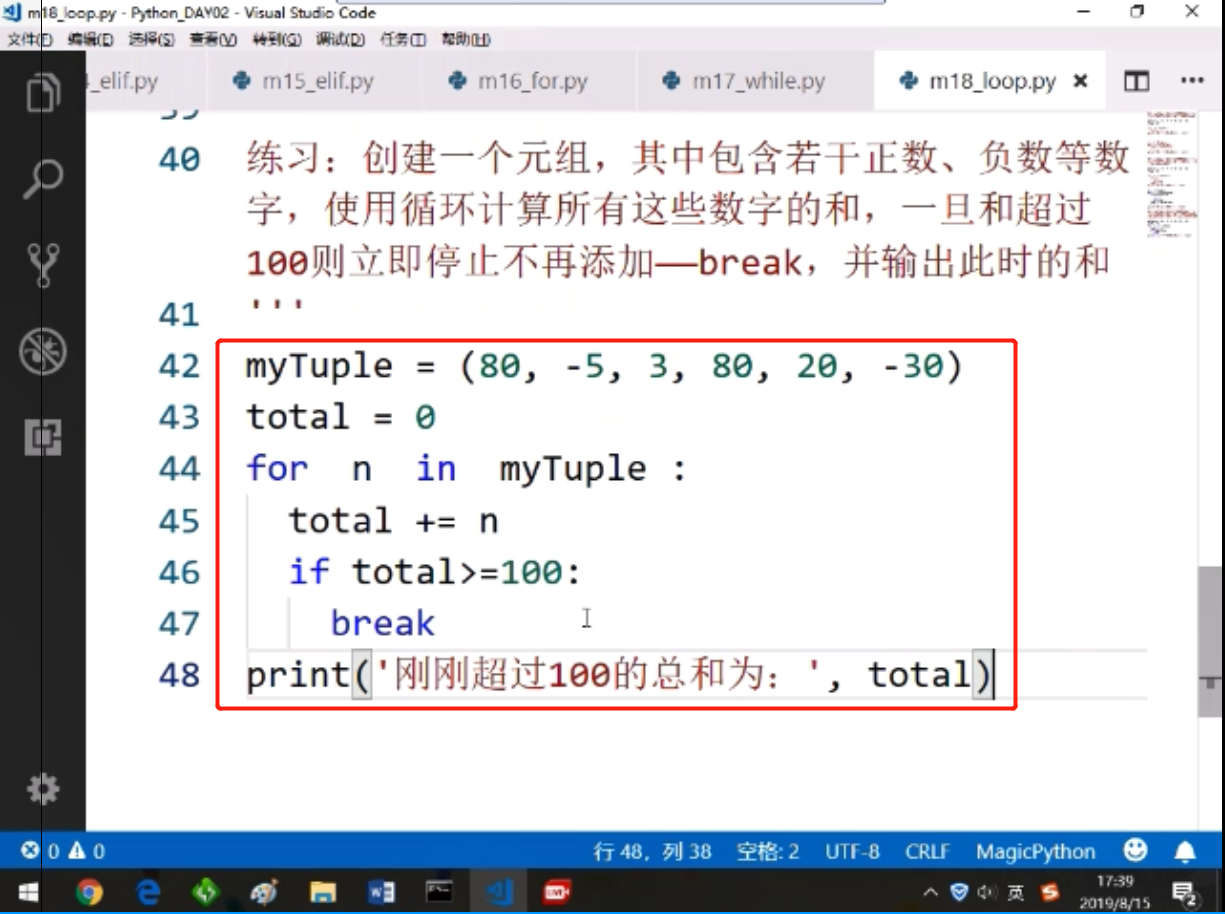 m18_loop.py - Python_DAY02 - Visual Studio Code
文件(F) 编辑(E) 选择(S) 查看(V) 转到(G) 调试(D) 任务(T) 帮助(H)
_elif.py m15_elif.py m16_for.py m17_while.py m18_loop.py
39
40 练习：创建一个元组，其中包含若干正数、负数等数
字，使用循环计算所有这些数字的和，一旦和超过
100则立即停止不再添加——break，并输出此时的和
41 '''
42 myTuple = (80, -5, 3, 80, 20, -30)
43 total = 0
44 for n in myTuple :
45 total += n
46 if total>=100:
47 break
48 print('刚刚超过100的总和为：', total)
0 0 行 48，列 38 空格: 2 UTF-8 CRLF MagicPython
英 17:39
2019/8/15 2